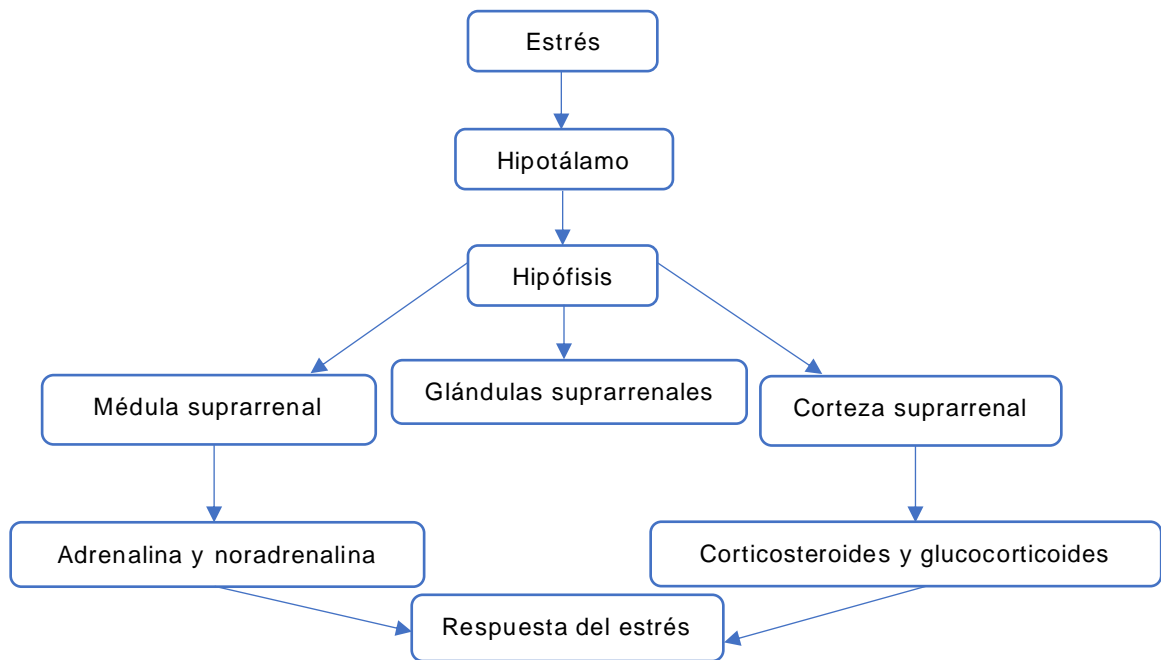 Estrés
Hipotálamo
Hipófisis
Médula suprarrenal
Glándulas suprarrenales
Corteza suprarrenal
Adrenalina y noradrenalina
Corticosteroides y glucocorticoides
Respuesta del estrés